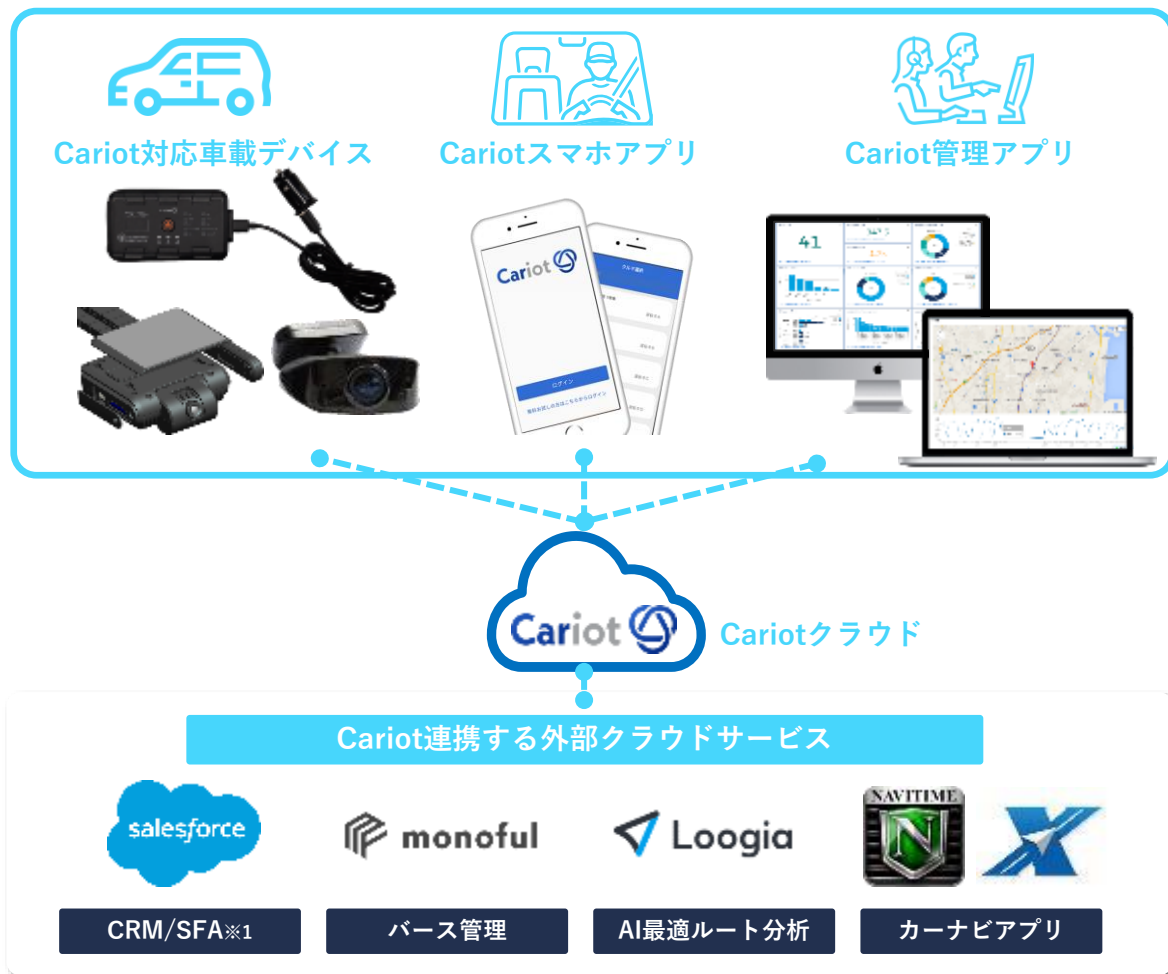 Cariot対応車載デバイス
Cariotスマホアプリ
Cariot管理アプリ
Cariot
ログイン
クルマ選択
41
Cariot
Cariotクラウド
Cariot連携する外部クラウドサービス
salesforce
monoful
Loogia
NAVITIME
N
CRM/SFA※1
バース管理
AI最適ルート分析
カーナビアプリ